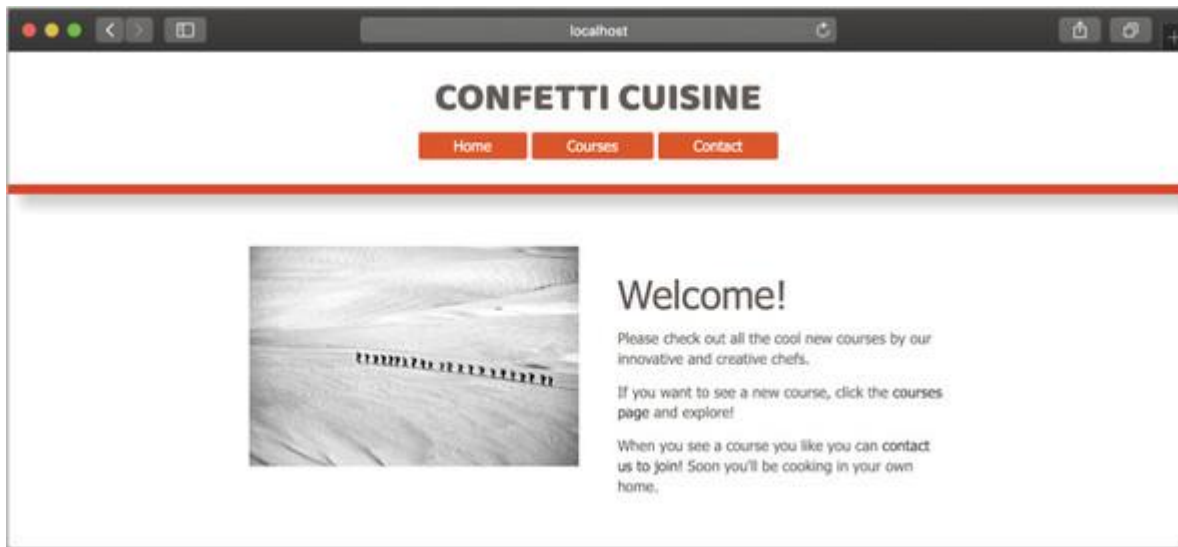 localhost
CONFETTI CUISINE
Home Courses Contact
Welcome!
Please check out all the cool new courses by our
innovative and creative chefs.
If you want to see a new course, click the courses
page and explore!
When you see a course you like you can contact
us to join! Soon you'll be cooking in your own
home.